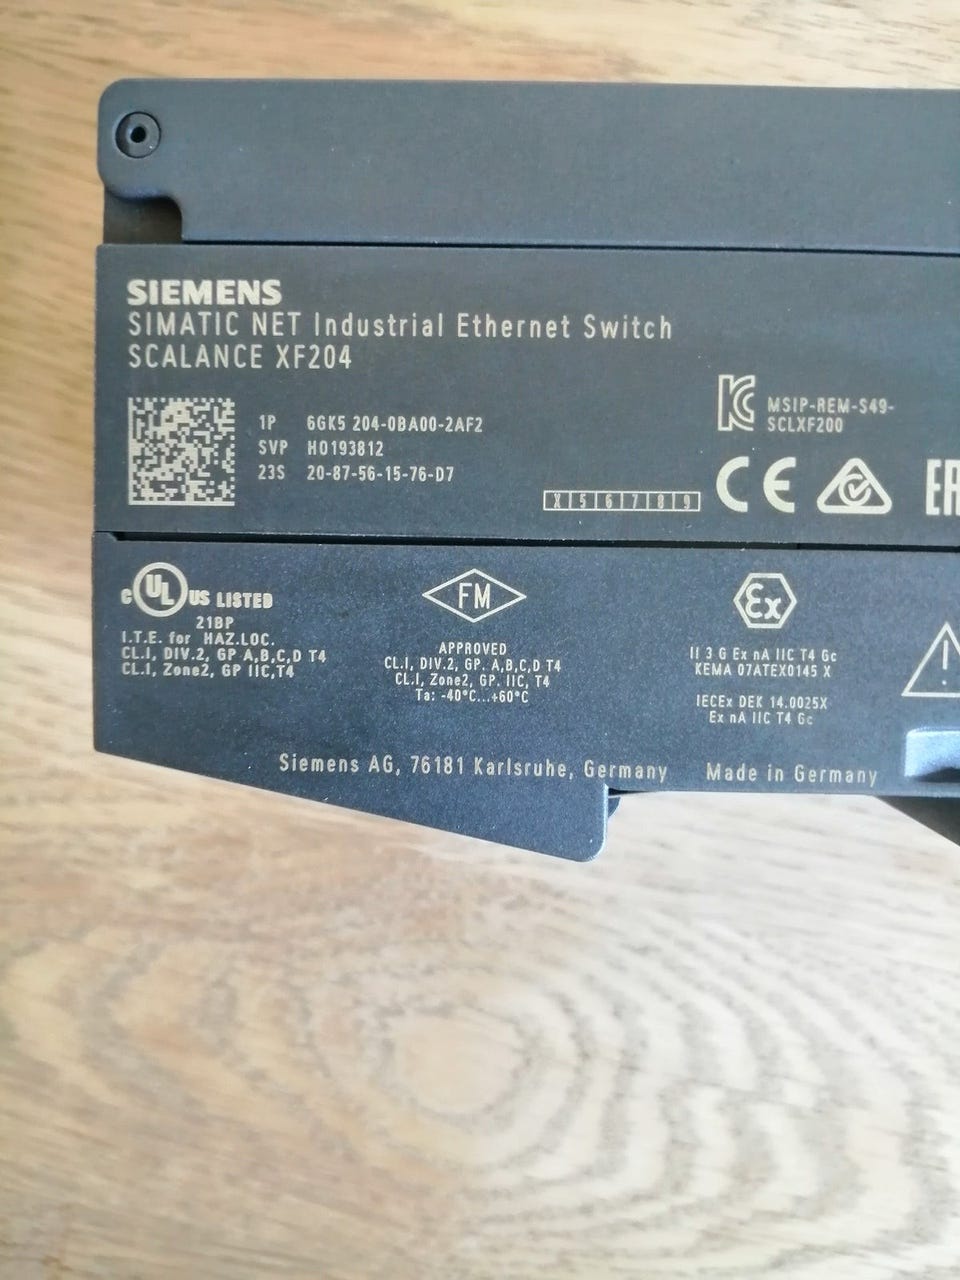 SIEMENS
SIMATIC NET Industrial Ethernet Switch
SCALANCE XF204
1P 6GK5 204-0BA00-2AF2
SVP H0193812
23S 20-87-56-15-76-D7
MSIP-REM-S49-
SCLXF200
X 5 6 7 8 9
CE
c UL US LISTED
21BP
I.T.E. for HAZ.LOC.
CL.I, DIV.2, GP A,B,C,D T4
CL.I, Zone2, GP IIC,T4
FM
APPROVED
CL.I, DIV.2, GP. A,B,C,D T4
CL.I, Zone2, GP. IIC, T4
Ta: -40°C...+60°C
Ex
II 3 G Ex nA IIC T4 Gc
KEMA 07ATEX0145 X
IECEx DEK 14.0025X
Ex nA IIC T4 Gc
Siemens AG, 76181 Karlsruhe, Germany
Made in Germany